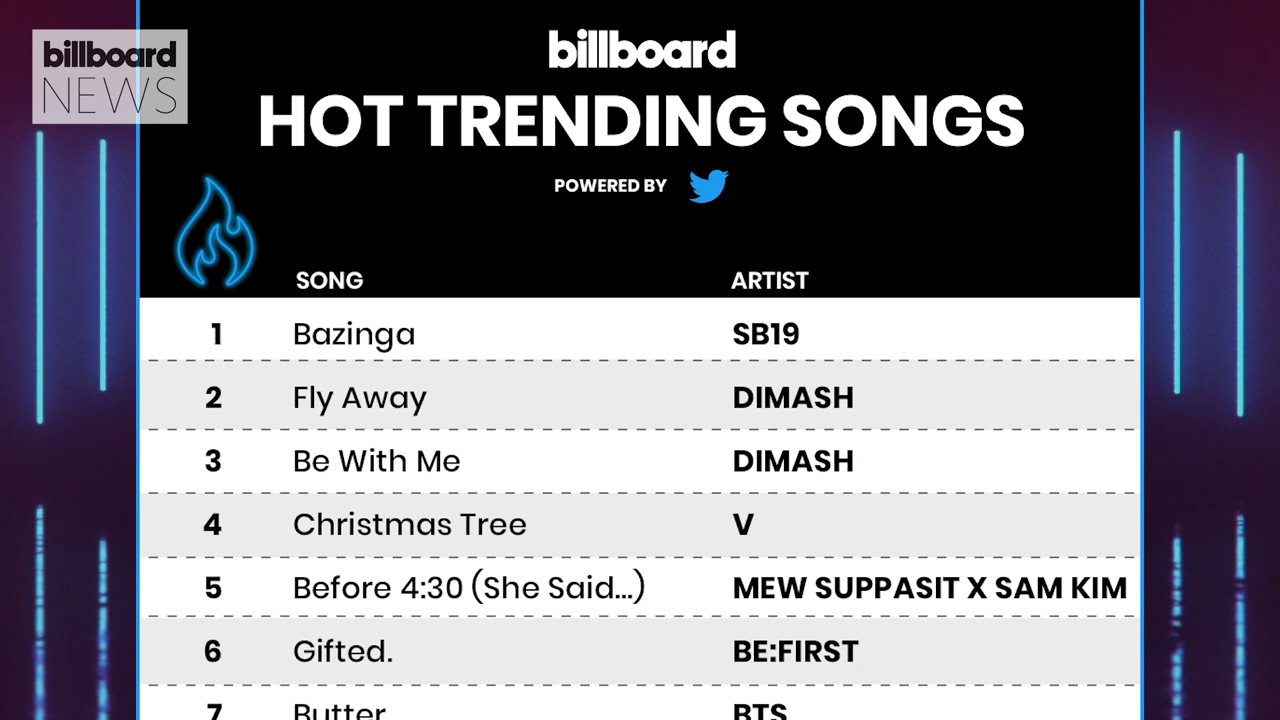 billboard
NEWS
billboard
HOT TRENDING SONGS
POWERED BY
SONG ARTIST
1 Bazinga SB19
2 Fly Away DIMASH
3 Be With Me DIMASH
4 Christmas Tree V
5 Before 4:30 (She Said...) MEW SUPPASIT X SAM KIM
6 Gifted. BE:FIRST
7 Butter BTS